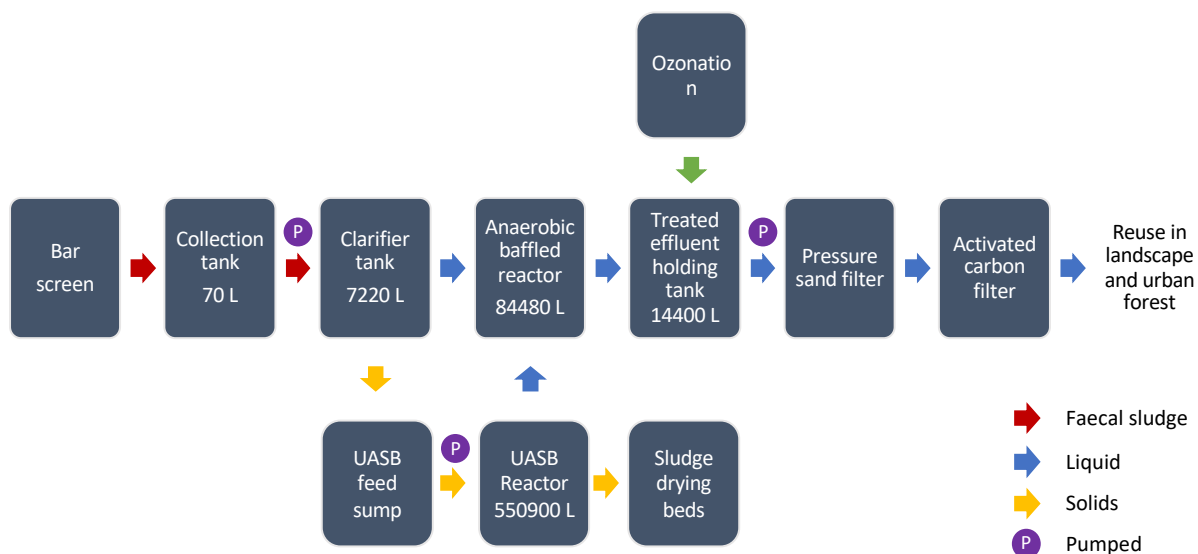 Ozonatio
n
Bar
screen
Collection
tank
70 L
P
Clarifier
tank
7220 L
Anaerobic
baffled
reactor
84480 L
Treated
effluent
holding
tank
14400 L
P
Pressure
sand filter
Activated
carbon
filter
Reuse in
landscape
and urban
forest
UASB
feed
sump
P
UASB
Reactor
550900 L
Sludge
drying
beds
Faecal sludge
Liquid
Solids
P Pumped